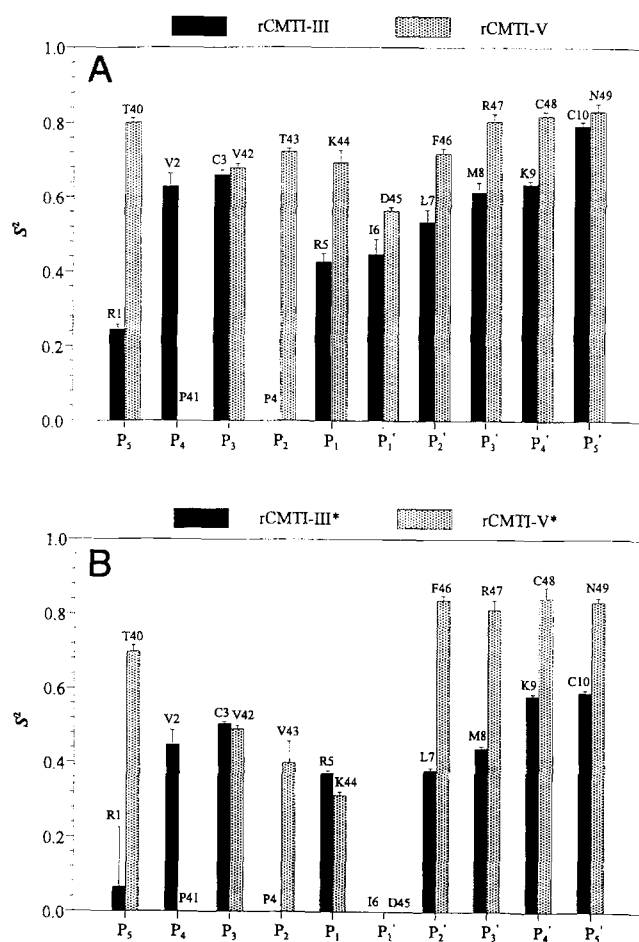 rCMTI-III rCMTI-V
A
1.0
0.8
0.6
0.4
0.2
0.0
S²
R1 T40 V2 P41 C3 V42 P4 T43 R5 K44 I6 D45 L7 F46 M8 R47 K9 C48 C10 N49
P₅ P₄ P₃ P₂ P₁ P₁' P₂' P₃' P₄' P₅'
rCMTI-III* rCMTI-V*
B
1.0
0.8
0.6
0.4
0.2
0.0
S²
R1 T40 V2 P41 C3 V42 P4 V43 R5 K44 I6 D45 L7 F46 M8 R47 K9 C48 C10 N49
P₅ P₄ P₃ P₂ P₁ P₁' P₂' P₃' P₄' P₅'